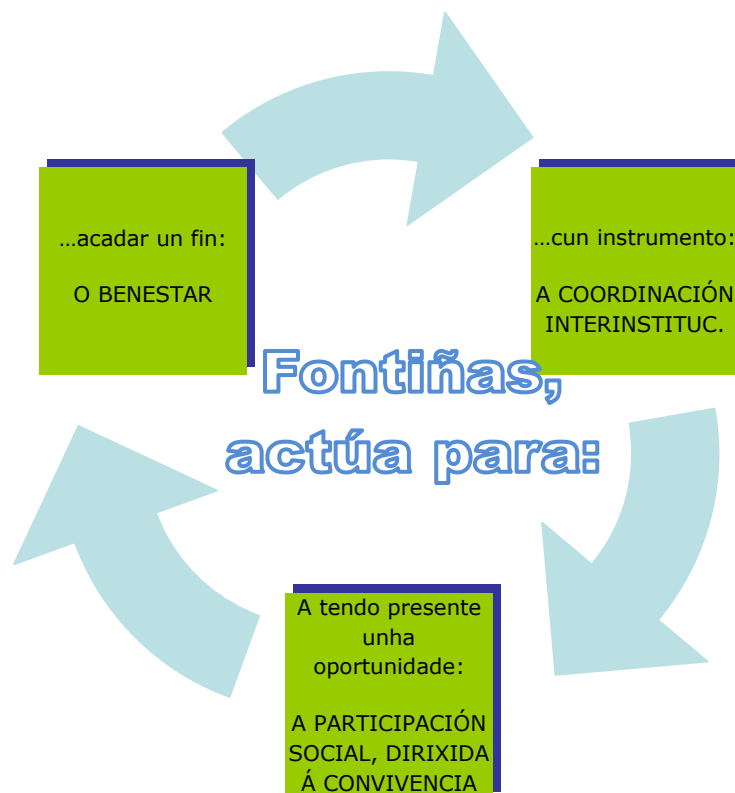 …acadar un fin:
O BENESTAR
…cun instrumento:
A COORDINACIÓN
INTERINSTITUC.
Fontiñas,
actúa para:
A tendo presente
unha
oportunidade:
A PARTICIPACIÓN
SOCIAL, DIRIXIDA
Á CONVIVENCIA